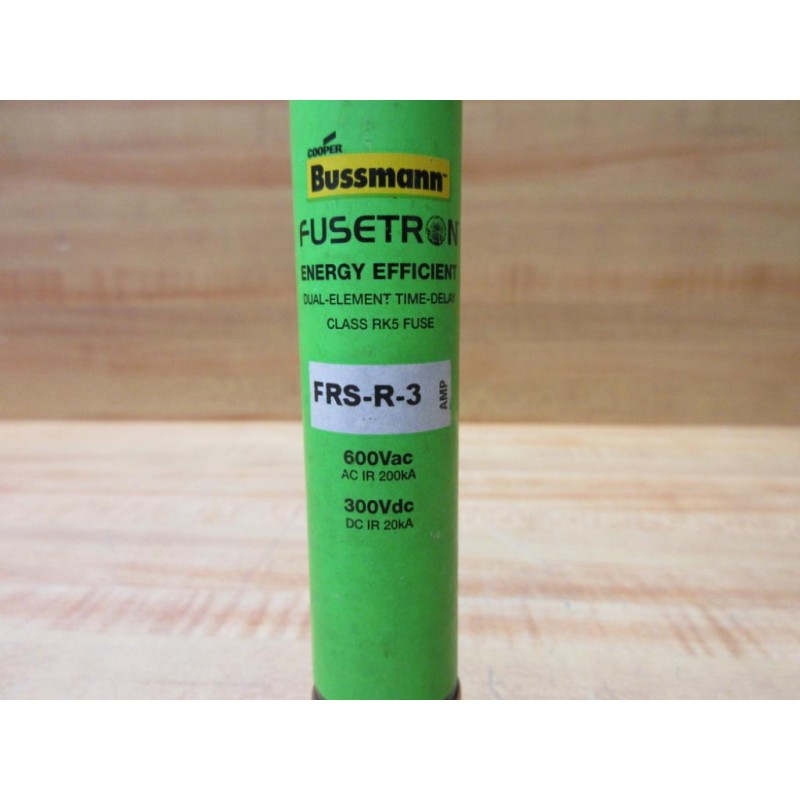 COOPER
Bussmann™
FUSETRON
ENERGY EFFICIENT
DUAL-ELEMENT TIME-DELAY
CLASS RK5 FUSE
FRS-R-3 AMP
600Vac
AC IR 200kA
300Vdc
DC IR 20kA